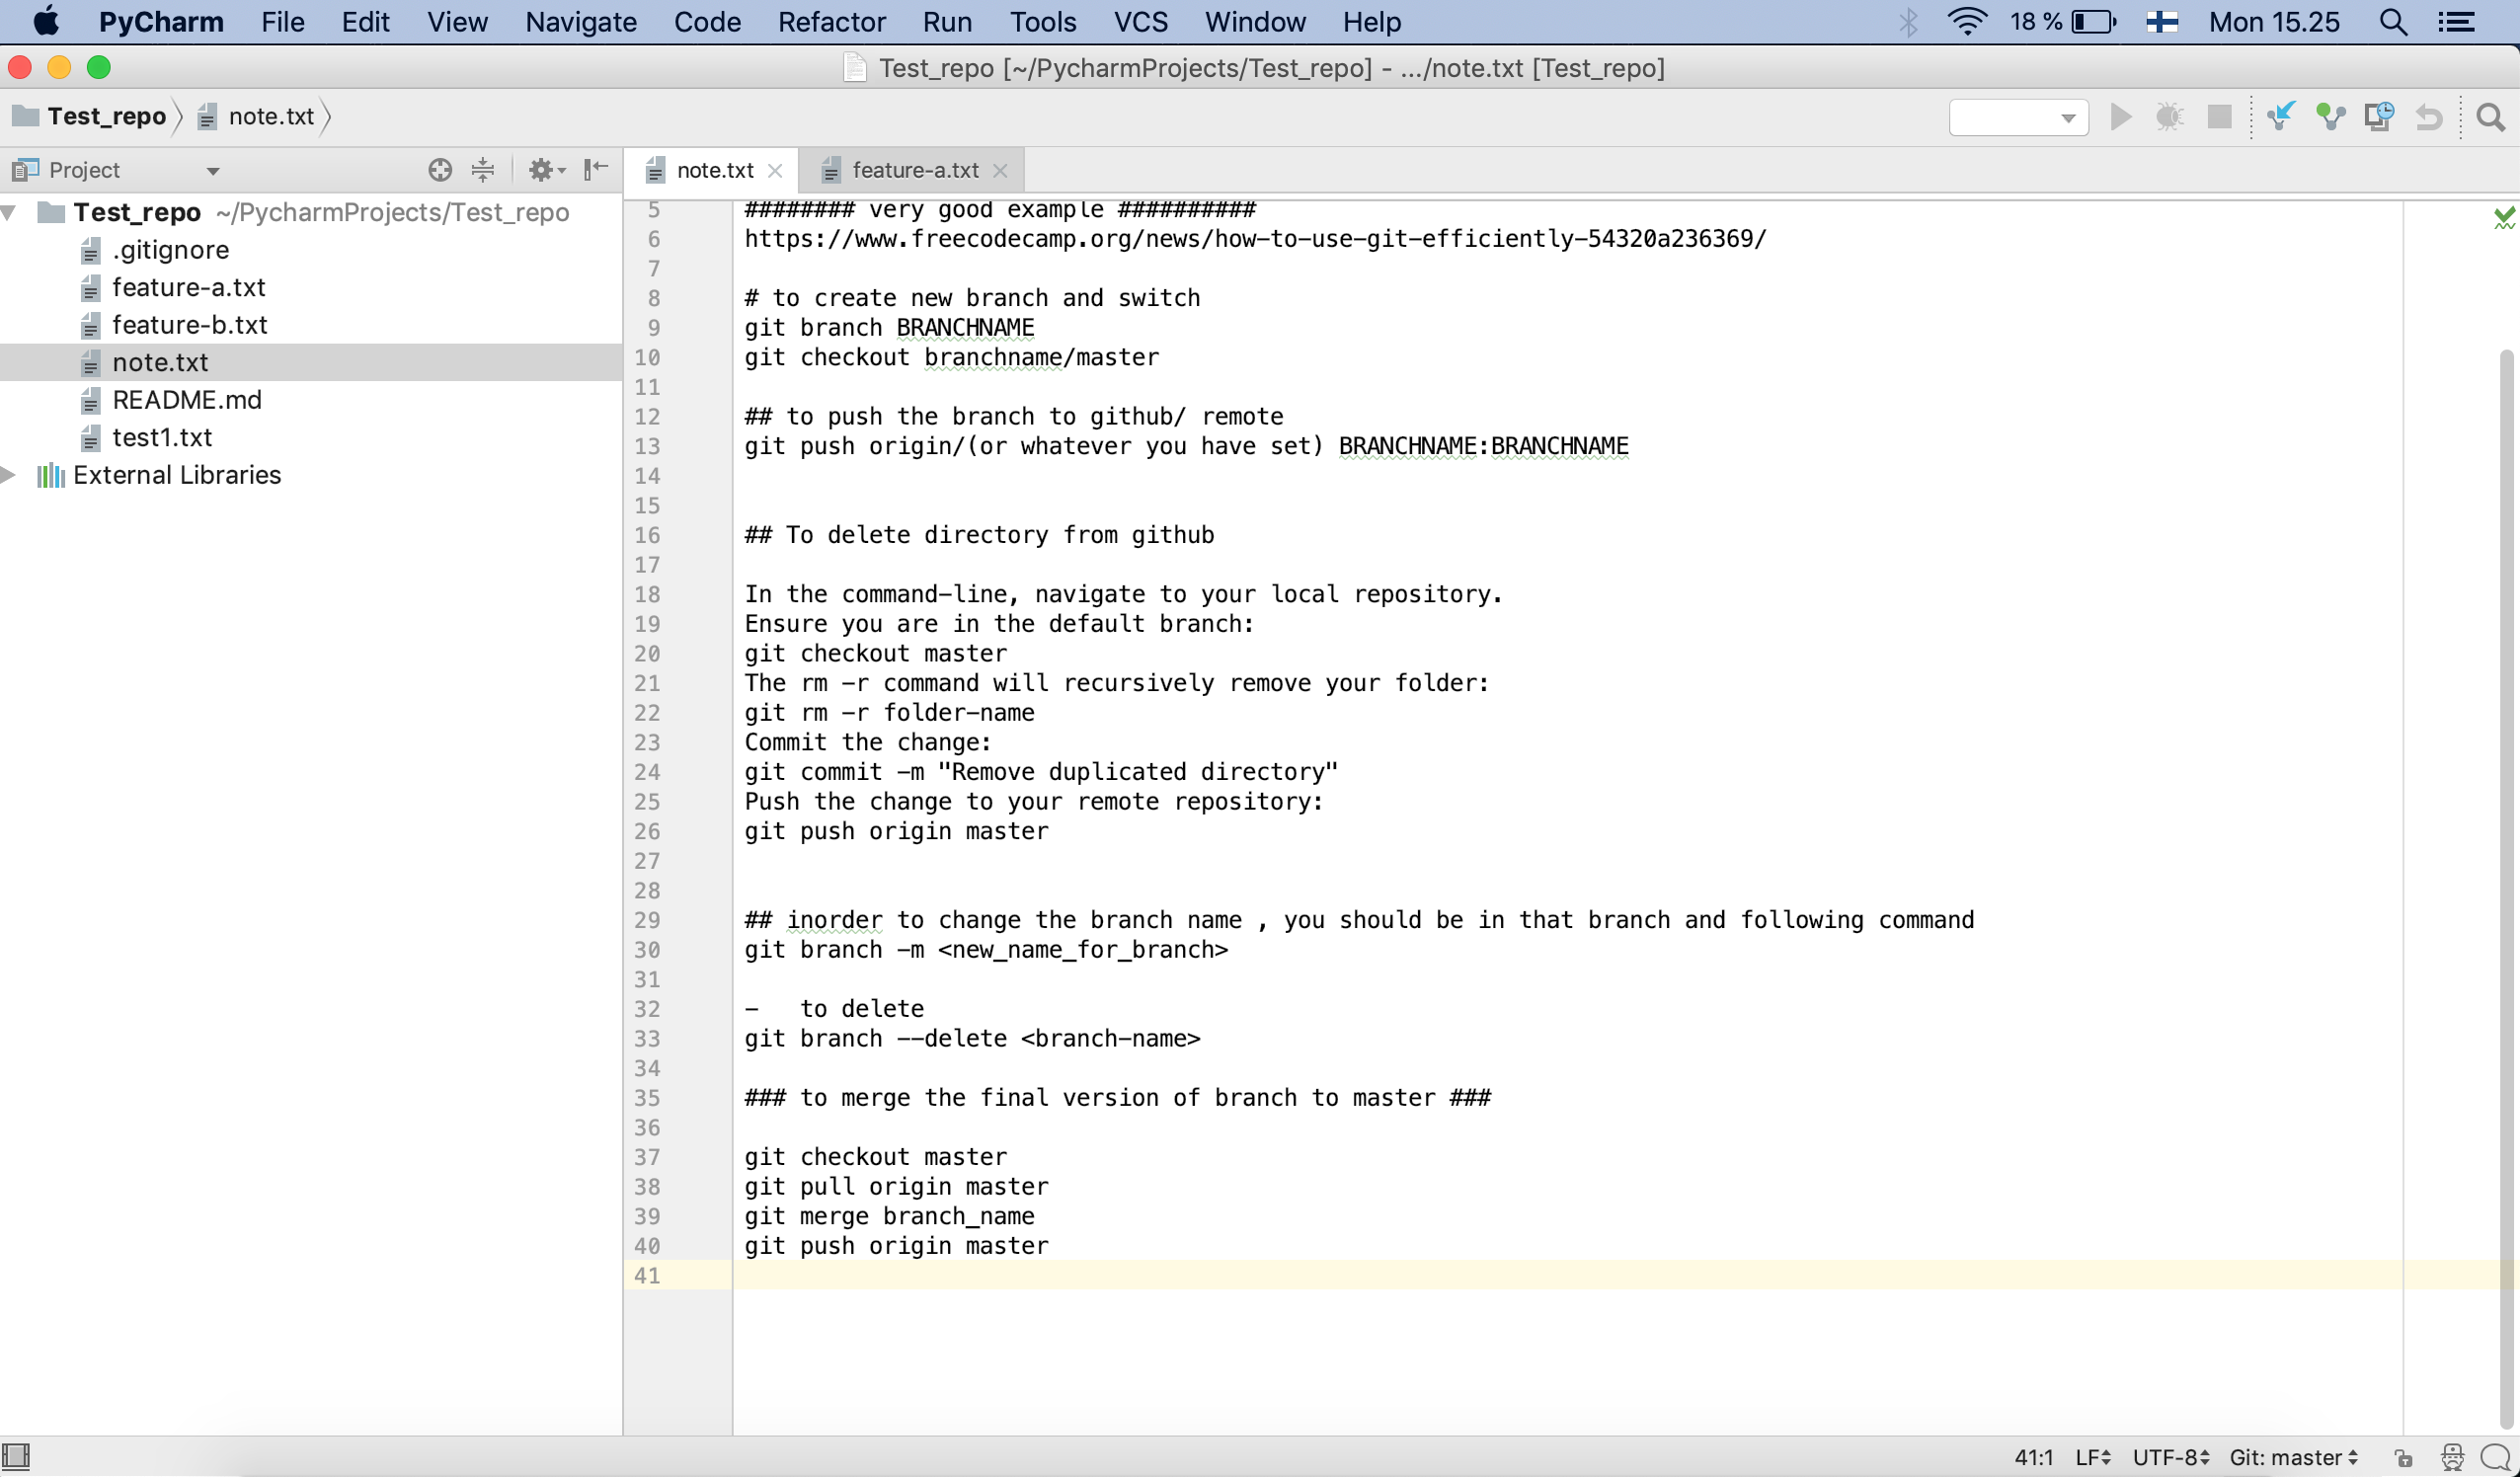 PyCharm File Edit View Navigate Code Refactor Run Tools VCS Window Help 18 % Mon 15.25
Test_repo [~/PycharmProjects/Test_repo] - .../note.txt [Test_repo]
Test_repo note.txt
Project
note.txt feature-a.txt
Test_repo ~/PycharmProjects/Test_repo
.gitignore
feature-a.txt
feature-b.txt
note.txt
README.md
test1.txt
External Libraries
5 ######## very good example ##########
6 https://www.freecodecamp.org/news/how-to-use-git-efficiently-54320a236369/
7
8 # to create new branch and switch
9 git branch BRANCHNAME
10 git checkout branchname/master
11
12 ## to push the branch to github/ remote
13 git push origin/(or whatever you have set) BRANCHNAME:BRANCHNAME
14
15
16 ## To delete directory from github
17
18 In the command-line, navigate to your local repository.
19 Ensure you are in the default branch:
20 git checkout master
21 The rm -r command will recursively remove your folder:
22 git rm -r folder-name
23 Commit the change:
24 git commit -m "Remove duplicated directory"
25 Push the change to your remote repository:
26 git push origin master
27
28
29 ## inorder to change the branch name , you should be in that branch and following command
30 git branch -m <new_name_for_branch>
31
32 -   to delete
33 git branch --delete <branch-name>
34
35 ### to merge the final version of branch to master ###
36
37 git checkout master
38 git pull origin master
39 git merge branch_name
40 git push origin master
41
41:1 LF UTF-8 Git: master